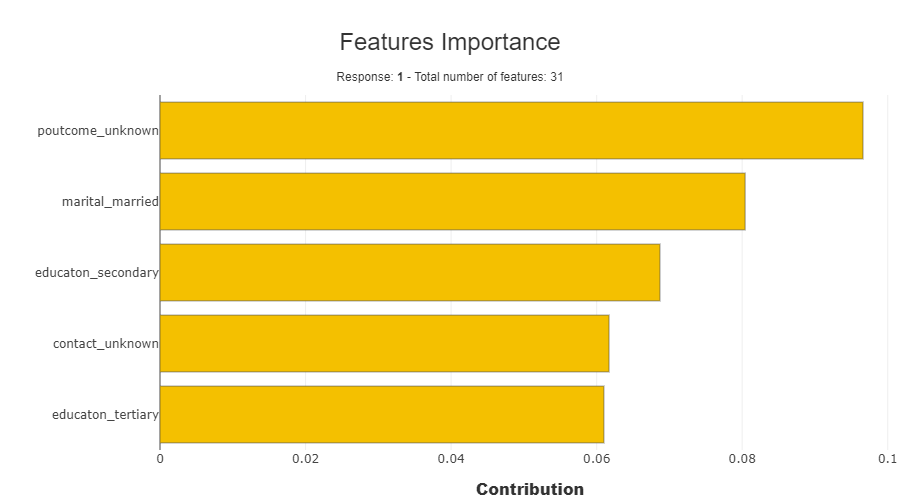 Features Importance
Response: 1 - Total number of features: 31
poutcome_unknown
marital_married
educaton_secondary
contact_unknown
educaton_tertiary
0 0.02 0.04 0.06 0.08 0.1
Contribution